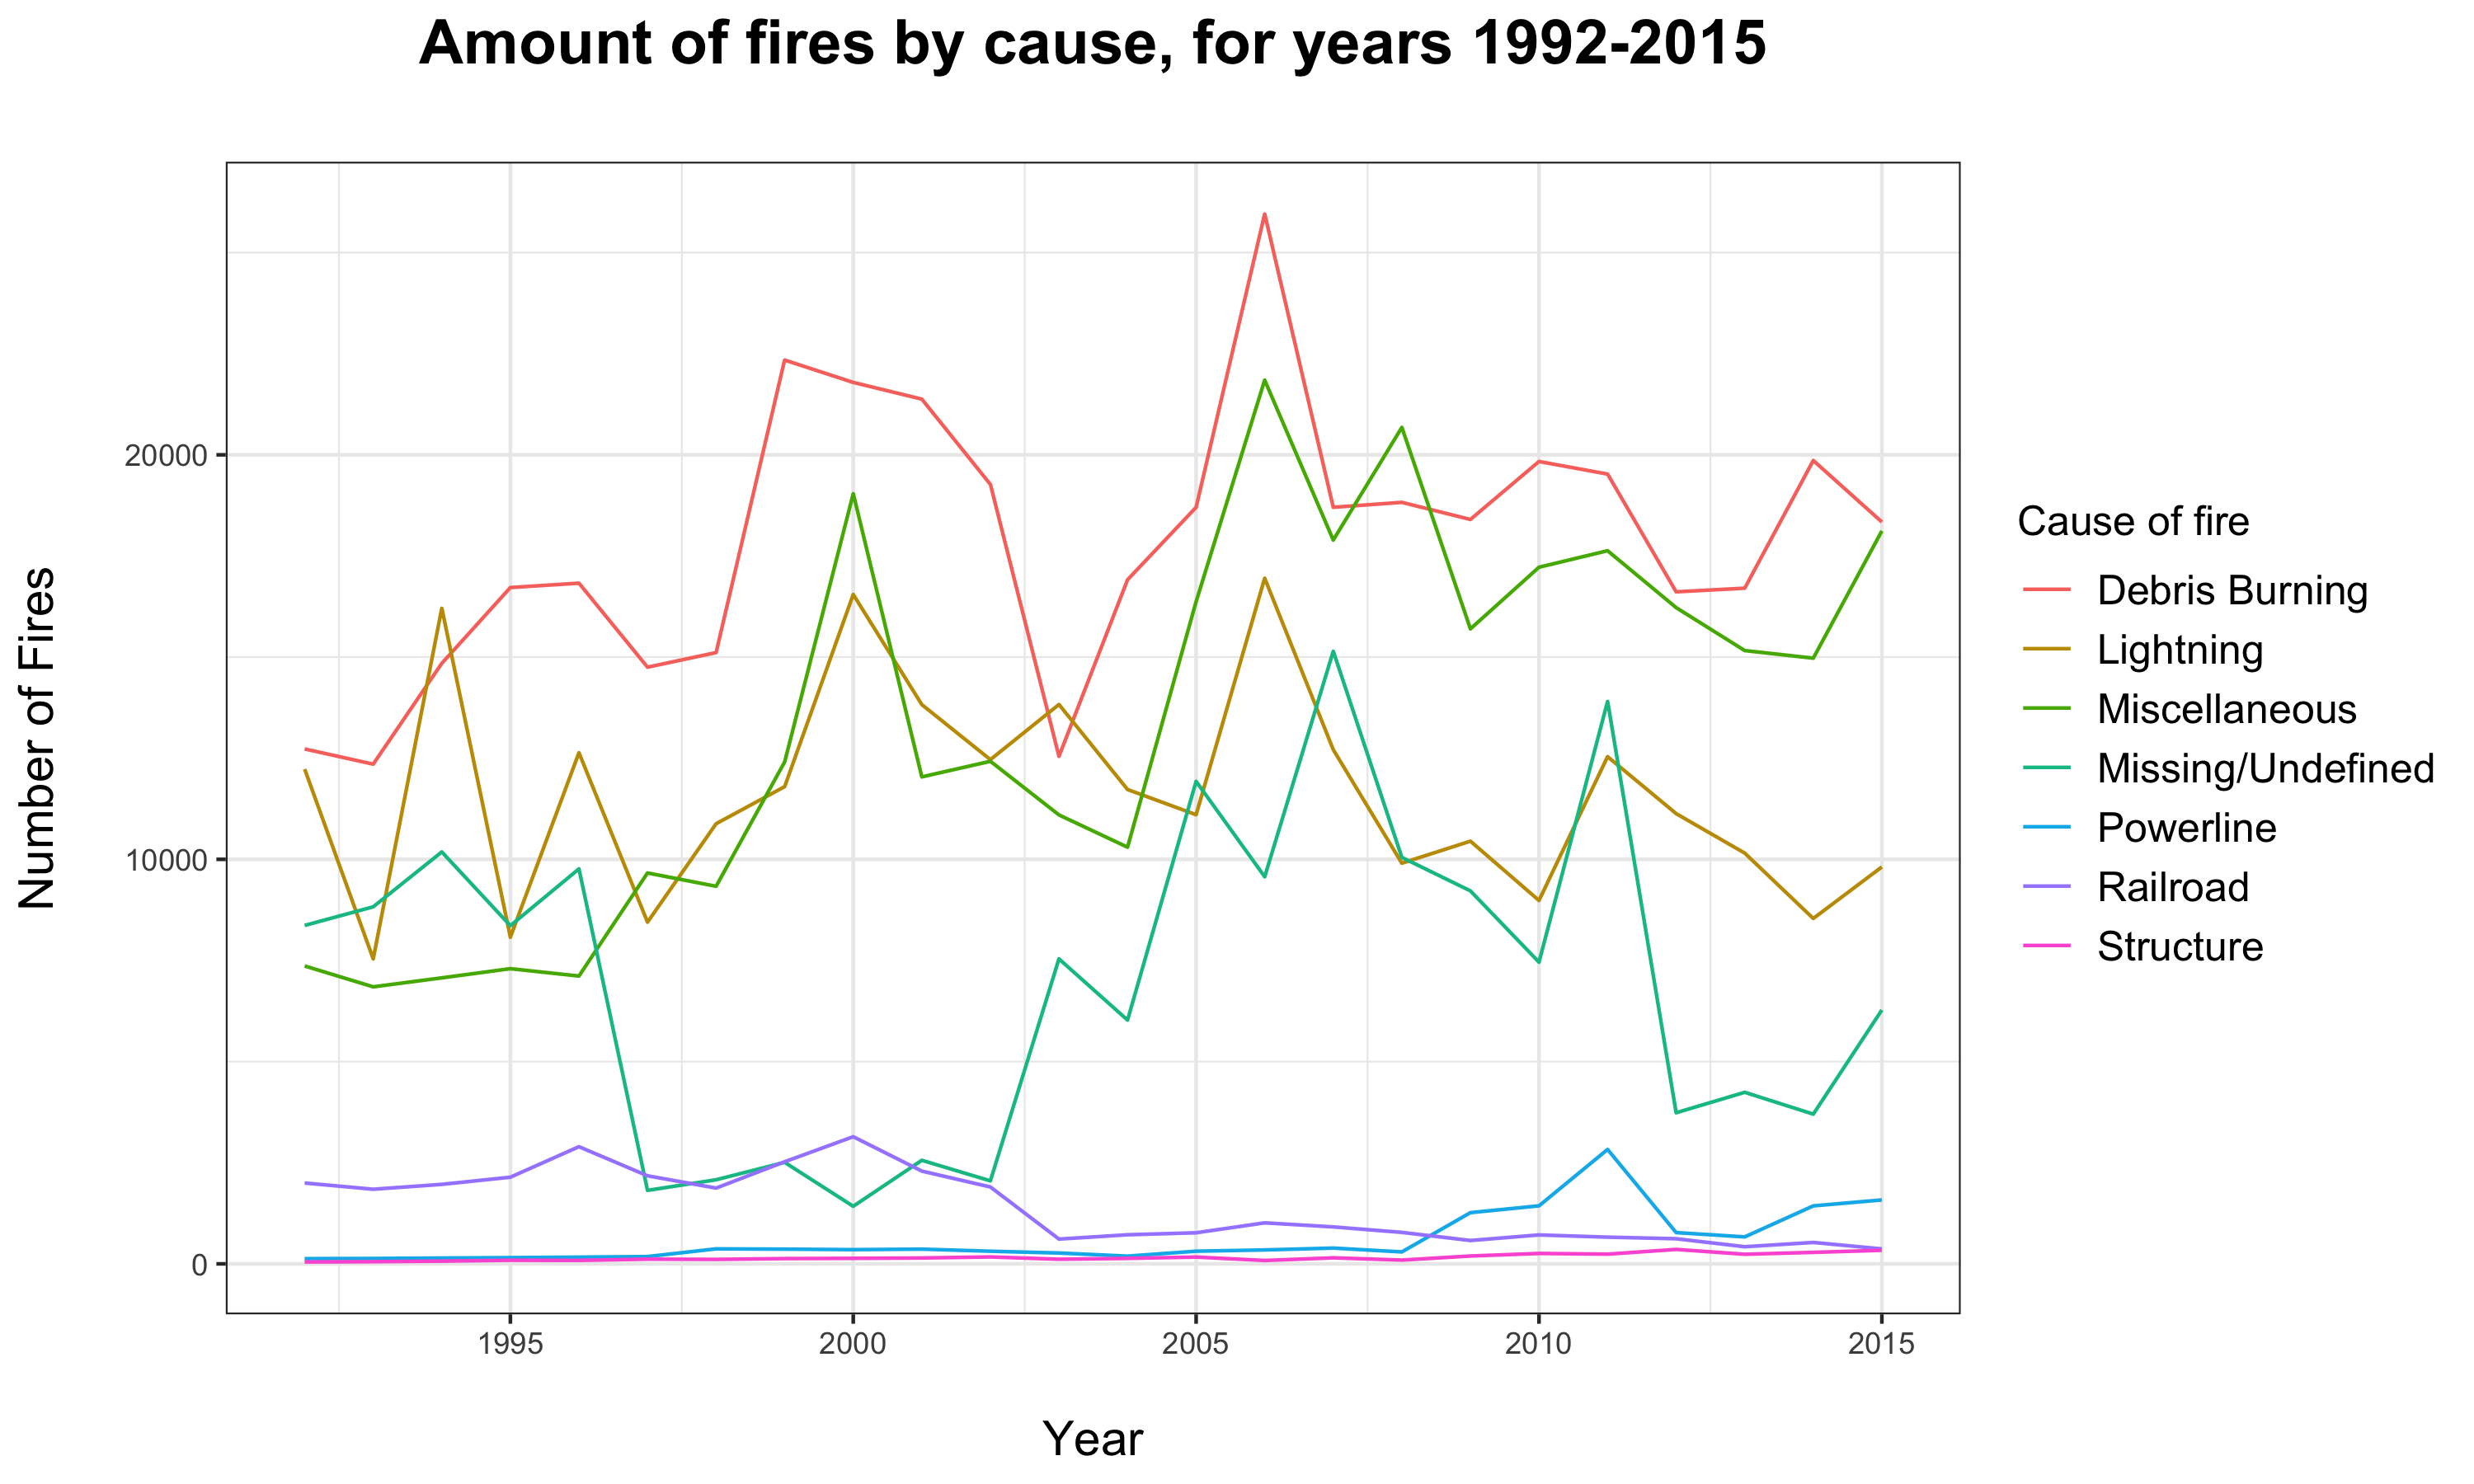 Amount of fires by cause, for years 1992-2015
Number of Fires
20000
10000
0
1995
2000
2005
2010
2015
Year
Cause of fire
Debris Burning
Lightning
Miscellaneous
Missing/Undefined
Powerline
Railroad
Structure